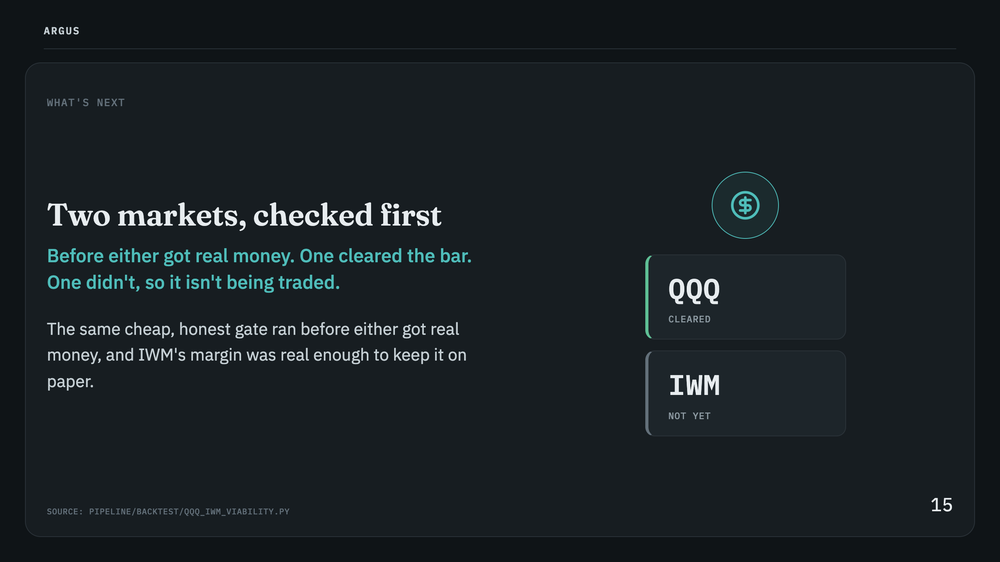 ARGUS
WHAT'S NEXT
Two markets, checked first
Before either got real money. One cleared the bar.
One didn't, so it isn't being traded.
The same cheap, honest gate ran before either got real
money, and IWM's margin was real enough to keep it on
paper.
QQQ
CLEARED
IWM
NOT YET
SOURCE: PIPELINE/BACKTEST/QQQ_IWM_VIABILITY.PY
15